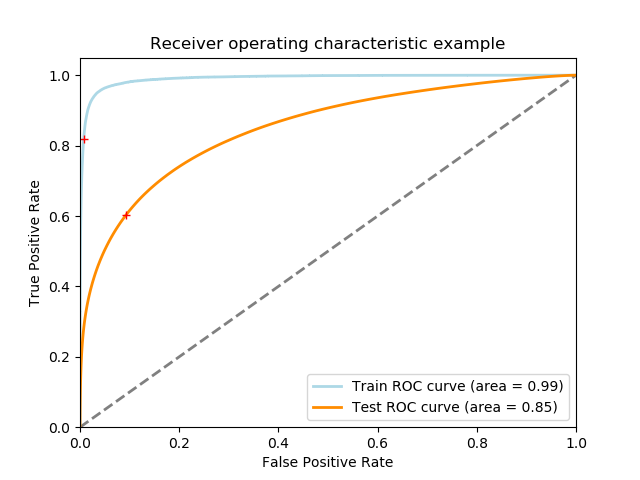 Receiver operating characteristic example
1.0
0.8
0.6
0.4
0.2
0.0
True Positive Rate
Train ROC curve (area = 0.99)
Test ROC curve (area = 0.85)
0.0 0.2 0.4 0.6 0.8 1.0
False Positive Rate